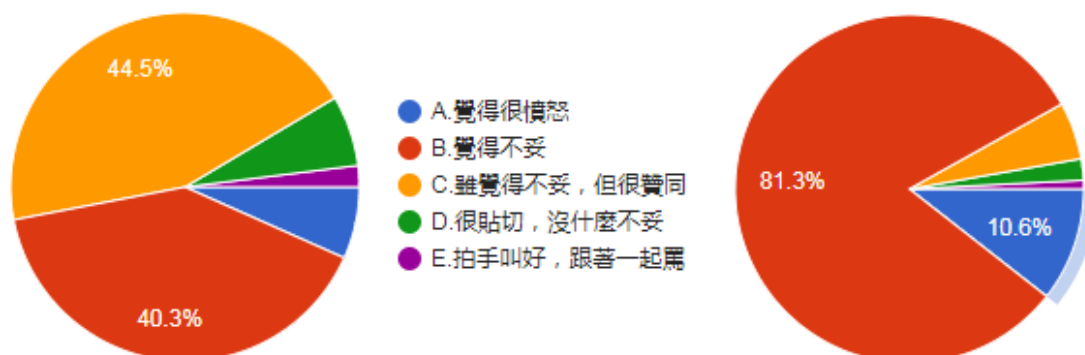 44.5%
40.3%
A.覺得很憤怒
B.覺得不妥
C.雖覺得不妥，但很贊同
D.很貼切，沒什麼不妥
E.拍手叫好，跟著一起罵
81.3%
10.6%